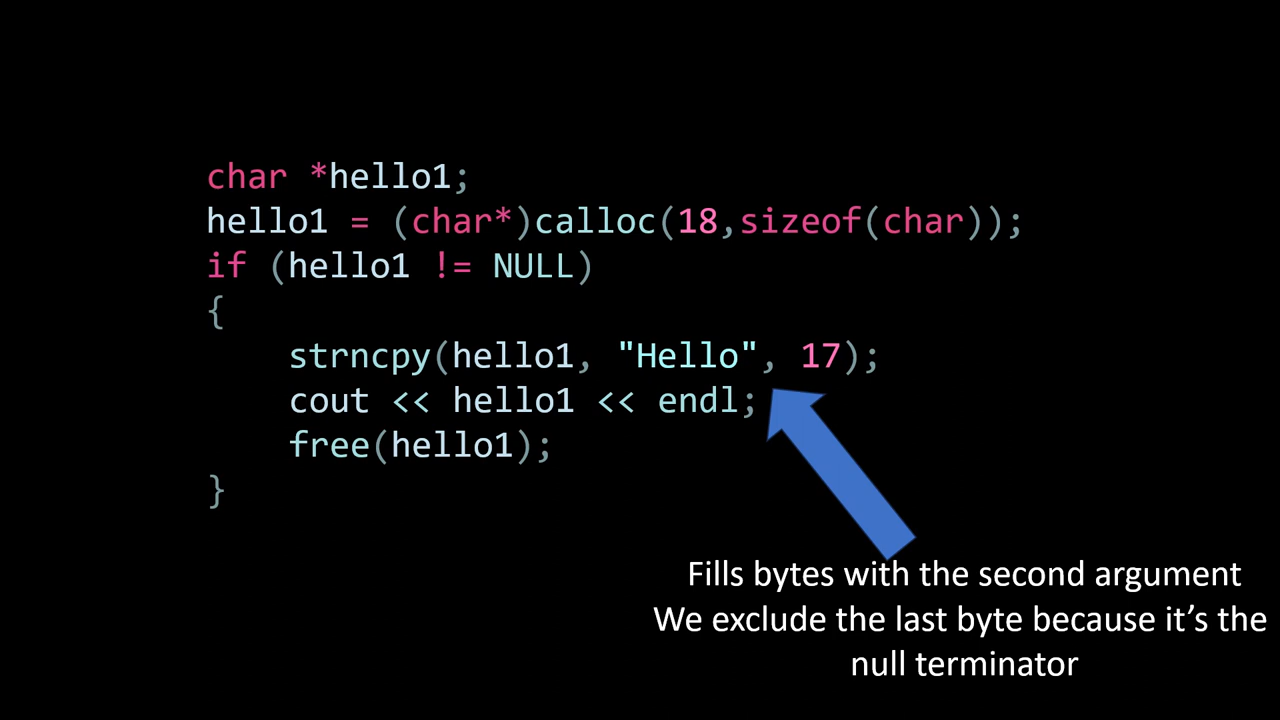 char *hello1;
hello1 = (char*)calloc(18,sizeof(char));
if (hello1 != NULL)
{
    strncpy(hello1, "Hello", 17);
    cout << hello1 << endl;
    free(hello1);
}
Fills bytes with the second argument
We exclude the last byte because it’s the
null terminator